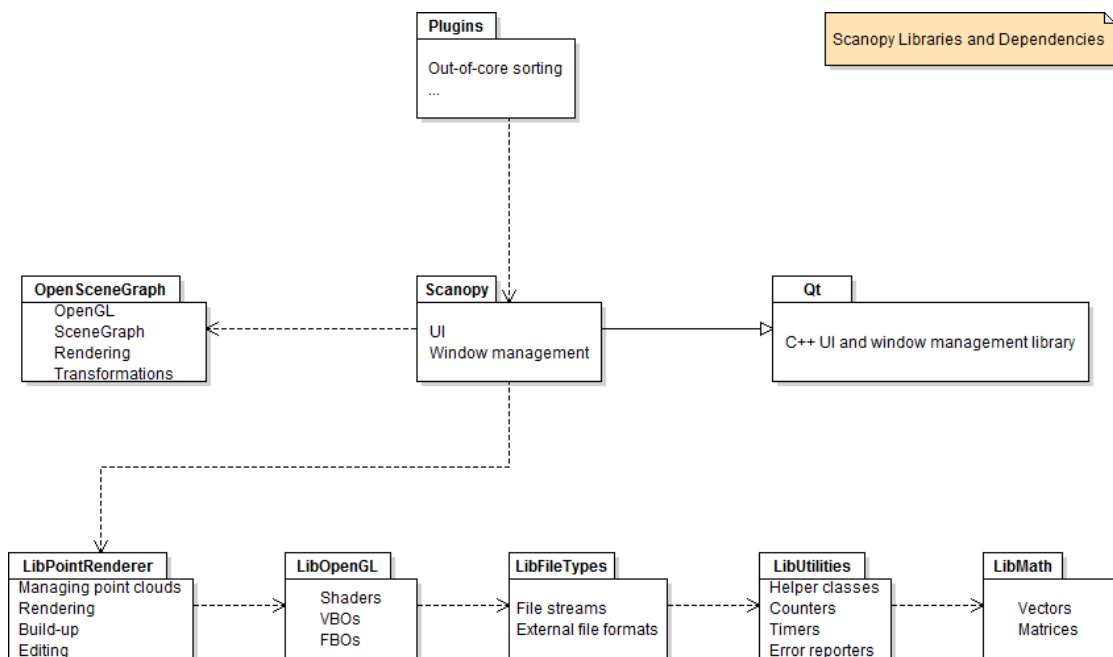 Plugins
Out-of-core sorting
...
Scanopy Libraries and Dependencies
OpenSceneGraph
OpenGL
SceneGraph
Rendering
Transformations
Scanopy
UI
Window management
Qt
C++ UI and window management library
LibPointRenderer
Managing point clouds
Rendering
Build-up
Editing
LibOpenGL
Shaders
VBOs
FBOs
LibFileTypes
File streams
External file formats
LibUtilities
Helper classes
Counters
Timers
Error reporters
LibMath
Vectors
Matrices